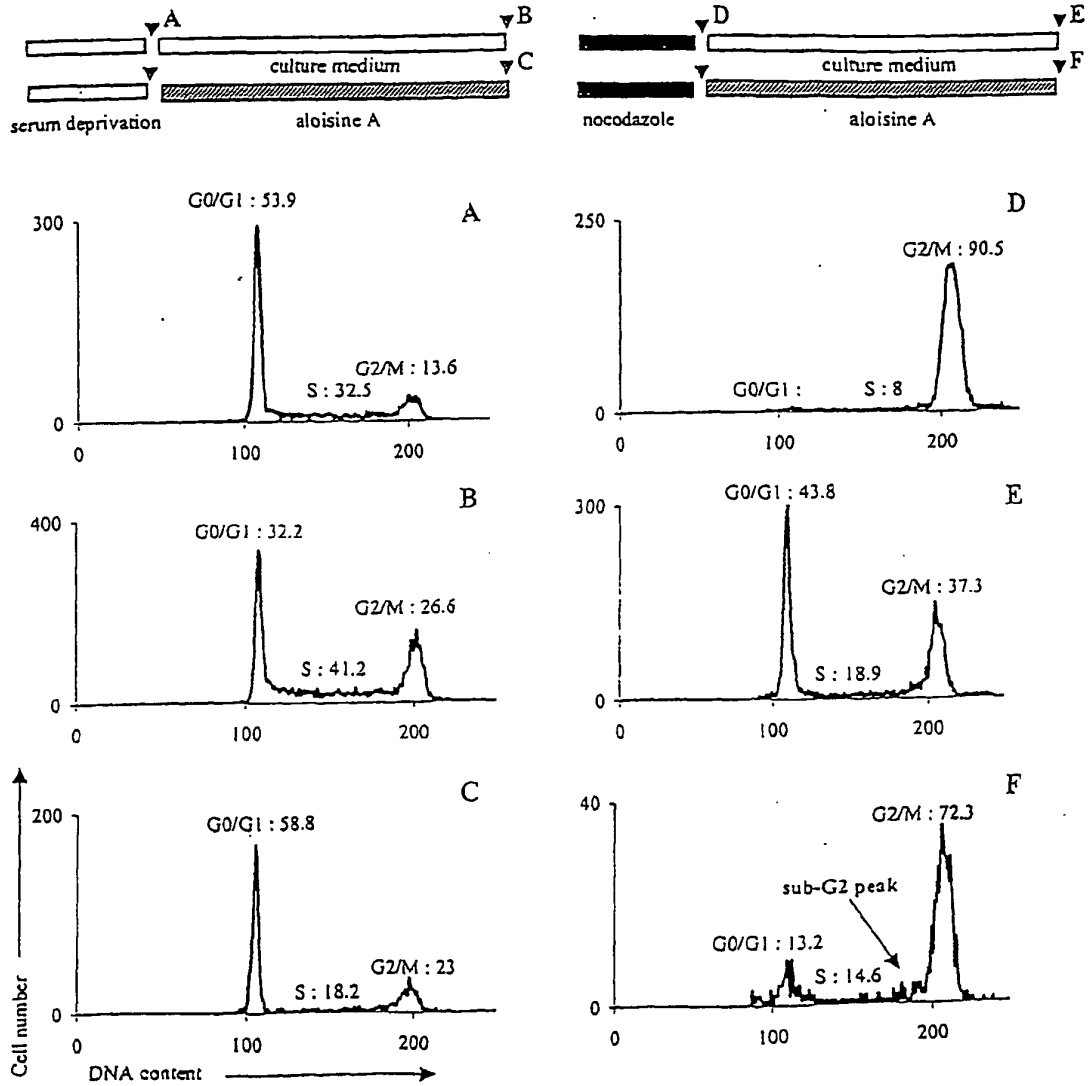 A
B
culture medium
C
serum deprivation
aloisine A
D
E
culture medium
F
nocodazole
aloisine A
A
300
G0/G1 : 53.9
S : 32.5
G2/M : 13.6
0
0
100
200
B
400
G0/G1 : 32.2
S : 41.2
G2/M : 26.6
0
0
100
200
C
200
G0/G1 : 58.8
S : 18.2
G2/M : 23
0
0
100
200
Cell number
DNA content
D
250
G2/M : 90.5
G0/G1 :
S : 8
0
0
100
200
E
300
G0/G1 : 43.8
G2/M : 37.3
S : 18.9
0
0
100
200
F
40
G2/M : 72.3
sub-G2 peak
G0/G1 : 13.2
S : 14.6
0
0
100
200